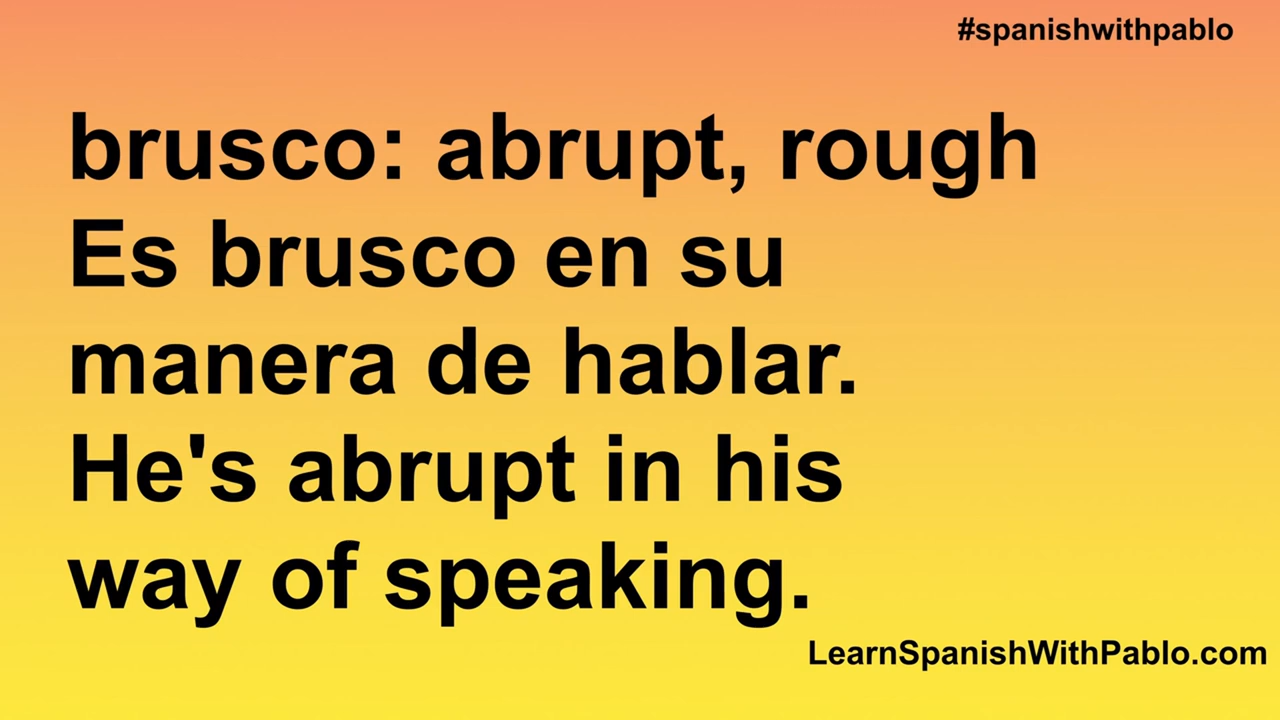 #spanishwithpablo
brusco: abrupt, rough
Es brusco en su
manera de hablar.
He's abrupt in his
way of speaking.
LearnSpanishWithPablo.com